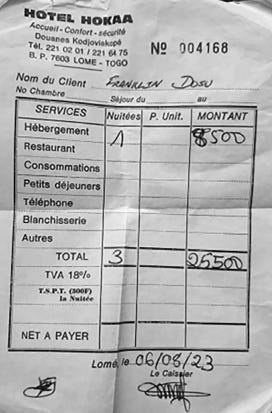 HOTEL HOKAA
Accueil - Confort - sécurité
Douanes Kodjoviakopé
Tél. 221 02 01 / 221 64 75
B. P. 7603 LOME - TOGO
Nº 004168
Nom du Client FRANKLIN DOSU
No Chambre Séjour du au
SERVICES Nuitées P. Unit. MONTANT
Hébergement 1 8500
Restaurant
Consommations
Petits déjeuners
Téléphone
Blanchisserie
Autres
TOTAL 3 25500
TVA 18%
T.S.P.T. (300F)
la Nuitée
NET A PAYER
Lomé, le 06/08/23
Le Caissier